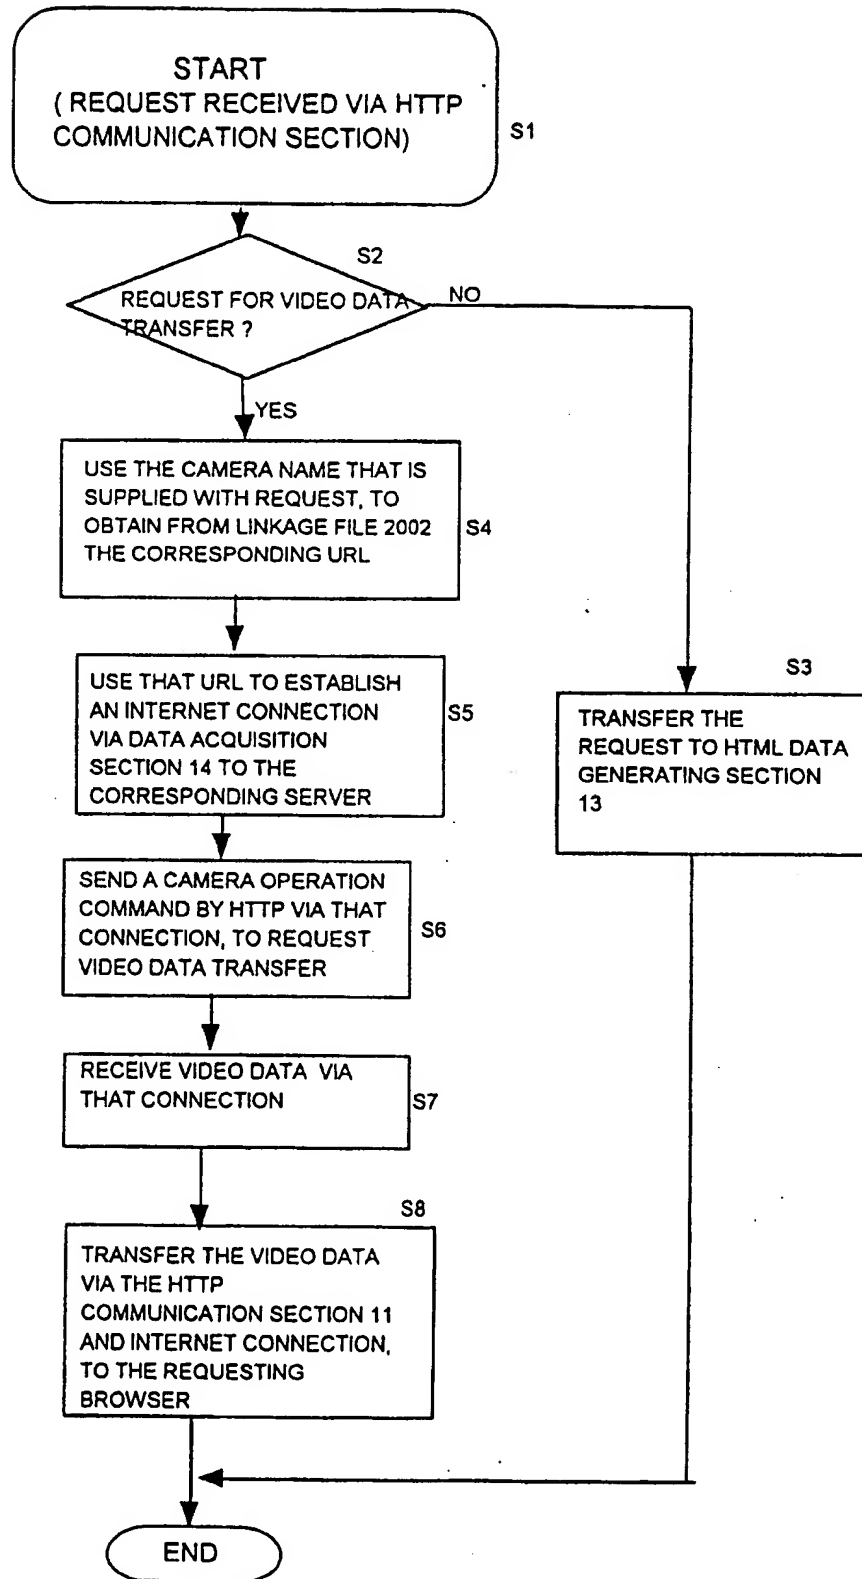 START
( REQUEST RECEIVED VIA HTTP
COMMUNICATION SECTION)
S1
S2
REQUEST FOR VIDEO DATA
TRANSFER ?
NO
YES
USE THE CAMERA NAME THAT IS
SUPPLIED WITH REQUEST, TO
OBTAIN FROM LINKAGE FILE 2002
THE CORRESPONDING URL
S4
S3
TRANSFER THE
REQUEST TO HTML DATA
GENERATING SECTION
13
USE THAT URL TO ESTABLISH
AN INTERNET CONNECTION
VIA DATA ACQUISITION
SECTION 14 TO THE
CORRESPONDING SERVER
S5
SEND A CAMERA OPERATION
COMMAND BY HTTP VIA THAT
CONNECTION, TO REQUEST
VIDEO DATA TRANSFER
S6
RECEIVE VIDEO DATA VIA
THAT CONNECTION
S7
S8
TRANSFER THE VIDEO DATA
VIA THE HTTP
COMMUNICATION SECTION 11
AND INTERNET CONNECTION,
TO THE REQUESTING
BROWSER
END